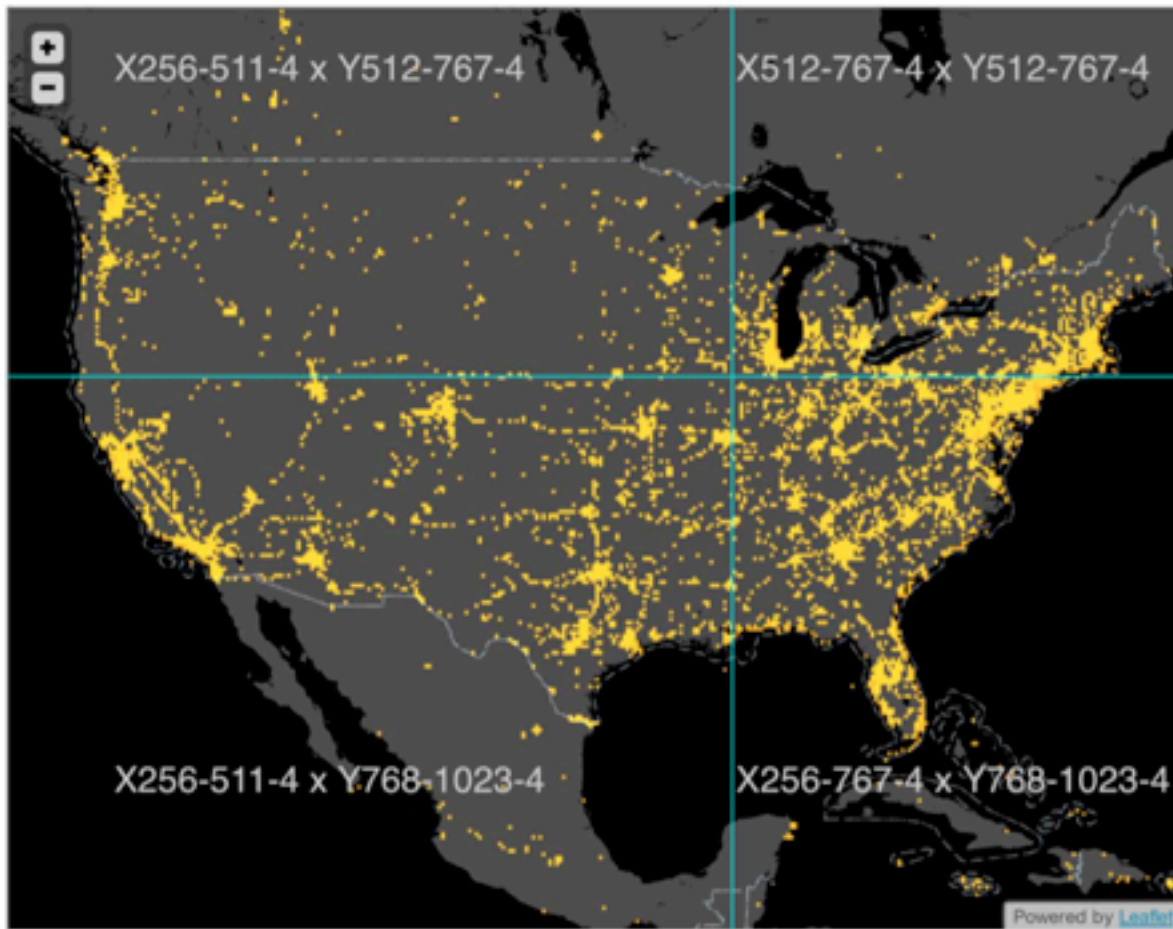 +
X256-511-4 x Y512-767-4
X512-767-4 x Y512-767-4
−
X256-511-4 x Y768-1023-4
X256-767-4 x Y768-1023-4
Powered by Leaflet